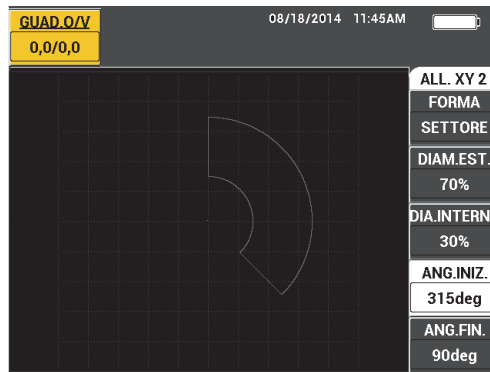 GUAD.O/V
0,0/0,0
08/18/2014 11:45AM
ALL. XY 2
FORMA
SETTORE
DIAM.EST.
70%
DIA.INTERN
30%
ANG.INIZ.
315deg
ANG.FIN.
90deg